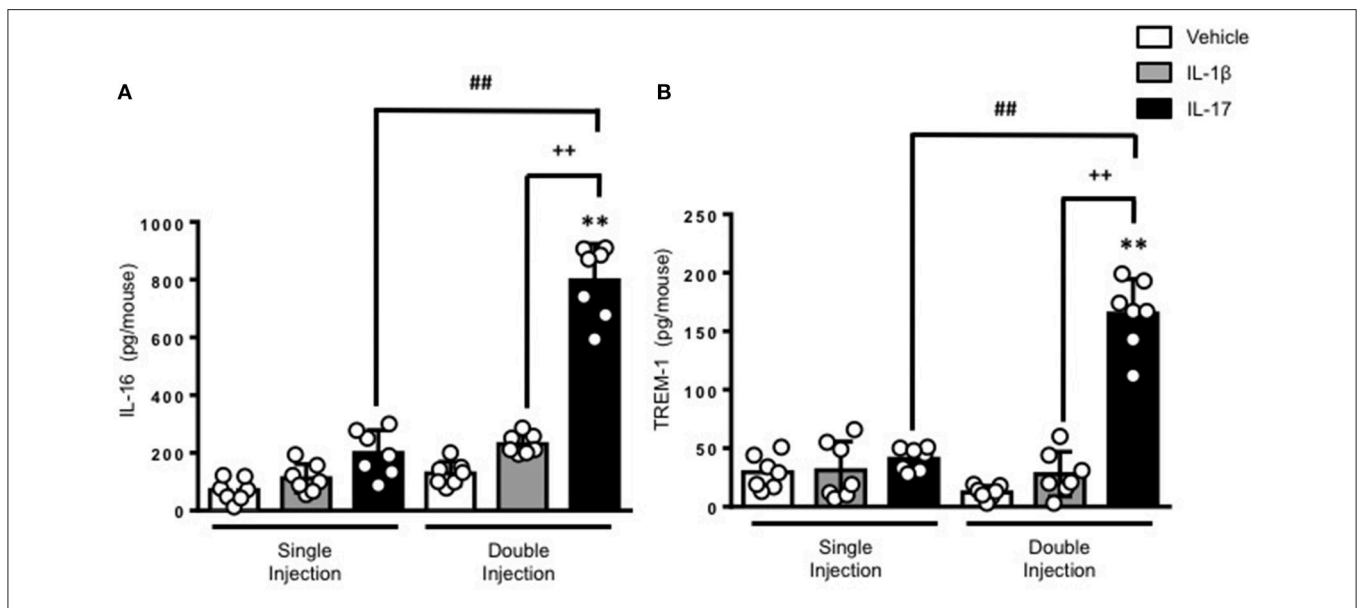 Vehicle
IL-1β
IL-17
A
##
++
**
1000
800
600
400
200
0
IL-16 (pg/mouse)
Single
Injection
Double
Injection
B
##
++
**
250
200
150
100
50
0
TREM-1 (pg/mouse)
Single
Injection
Double
Injection